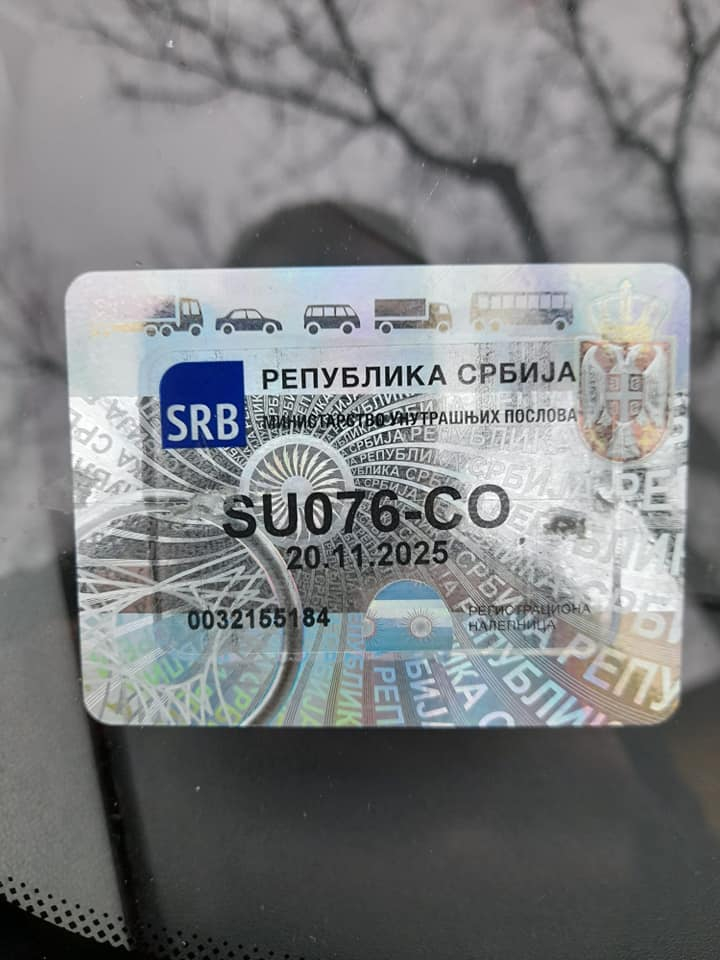 РЕПУБЛИКА СРБИЈА
SRB
МИНИСТАРСТВО УНУТРАШЊИХ ПОСЛОВА
SU076-CO
20.11.2025
0032155184
РЕГИСТРАЦИОНА
НАЛЕПНИЦА